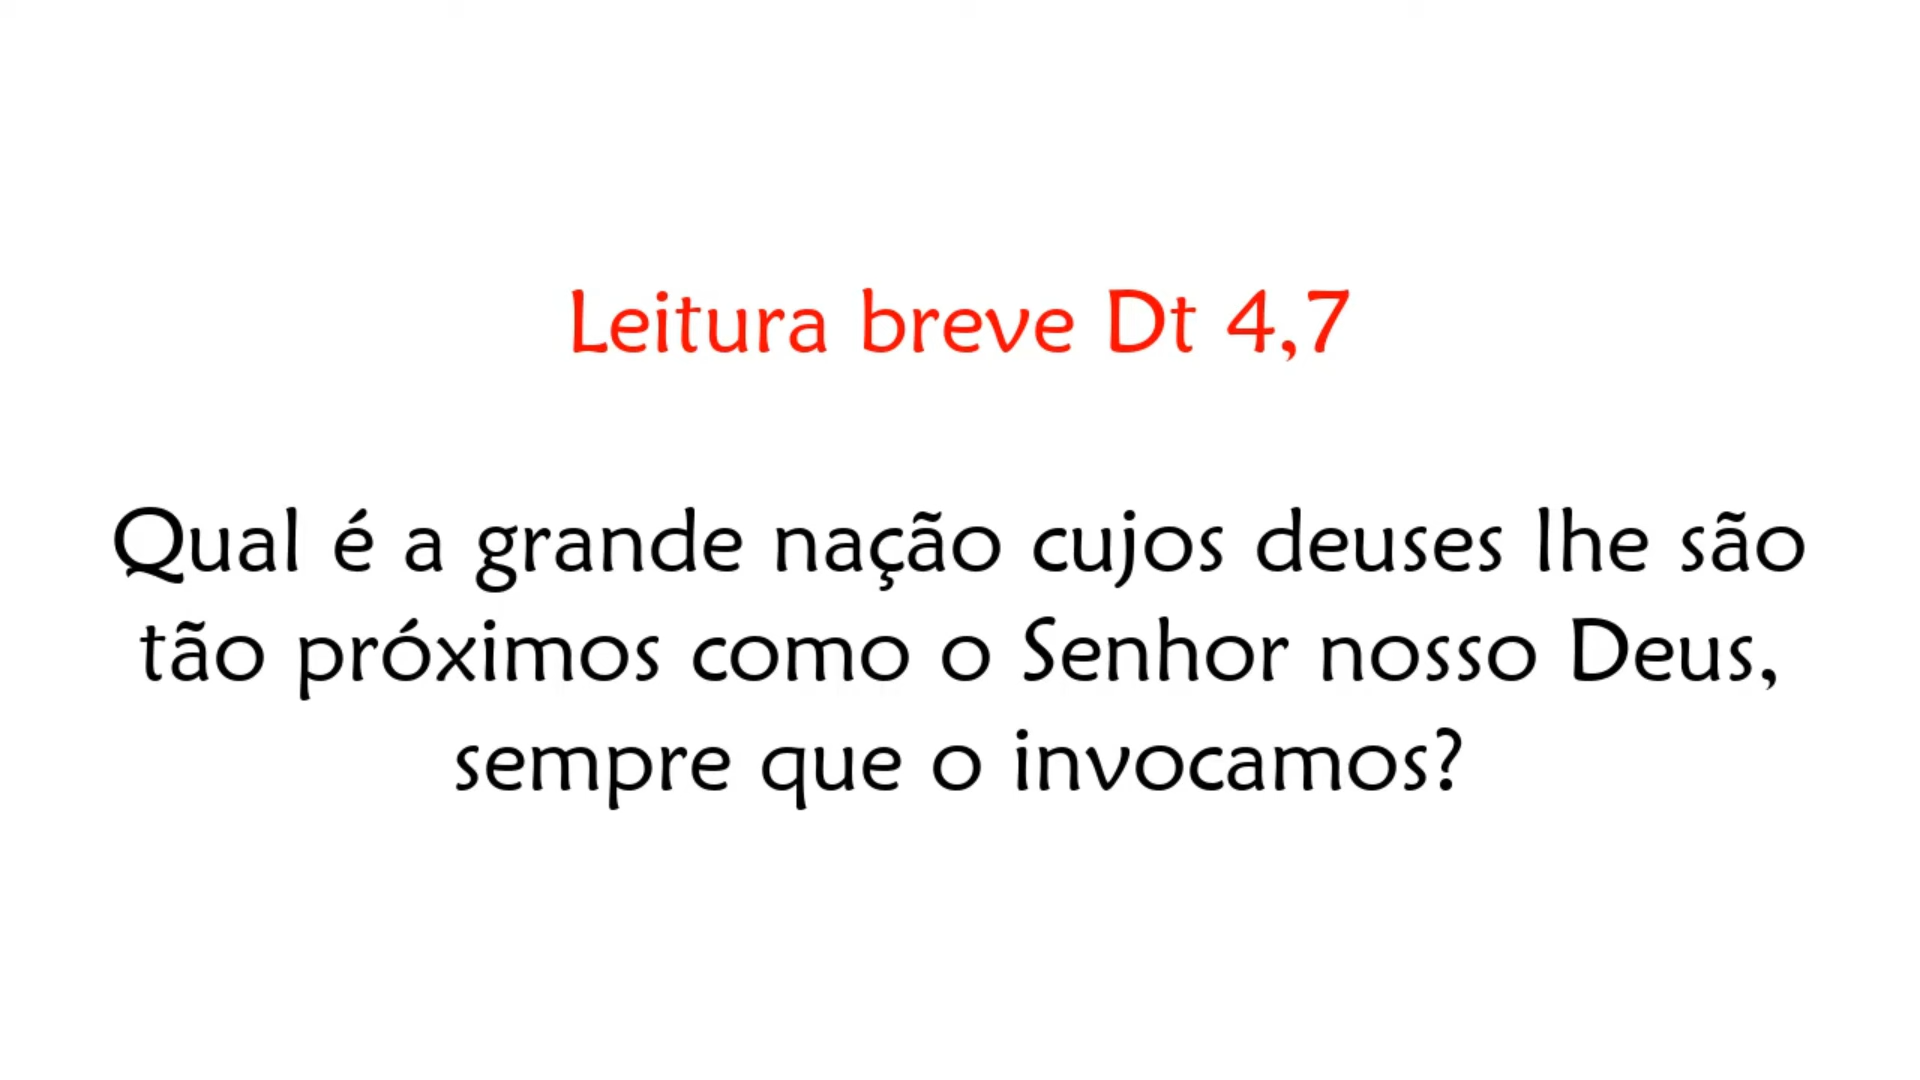 Leitura breve Dt 4,7
Qual é a grande nação cujos deuses lhe são
tão próximos como o Senhor nosso Deus,
sempre que o invocamos?